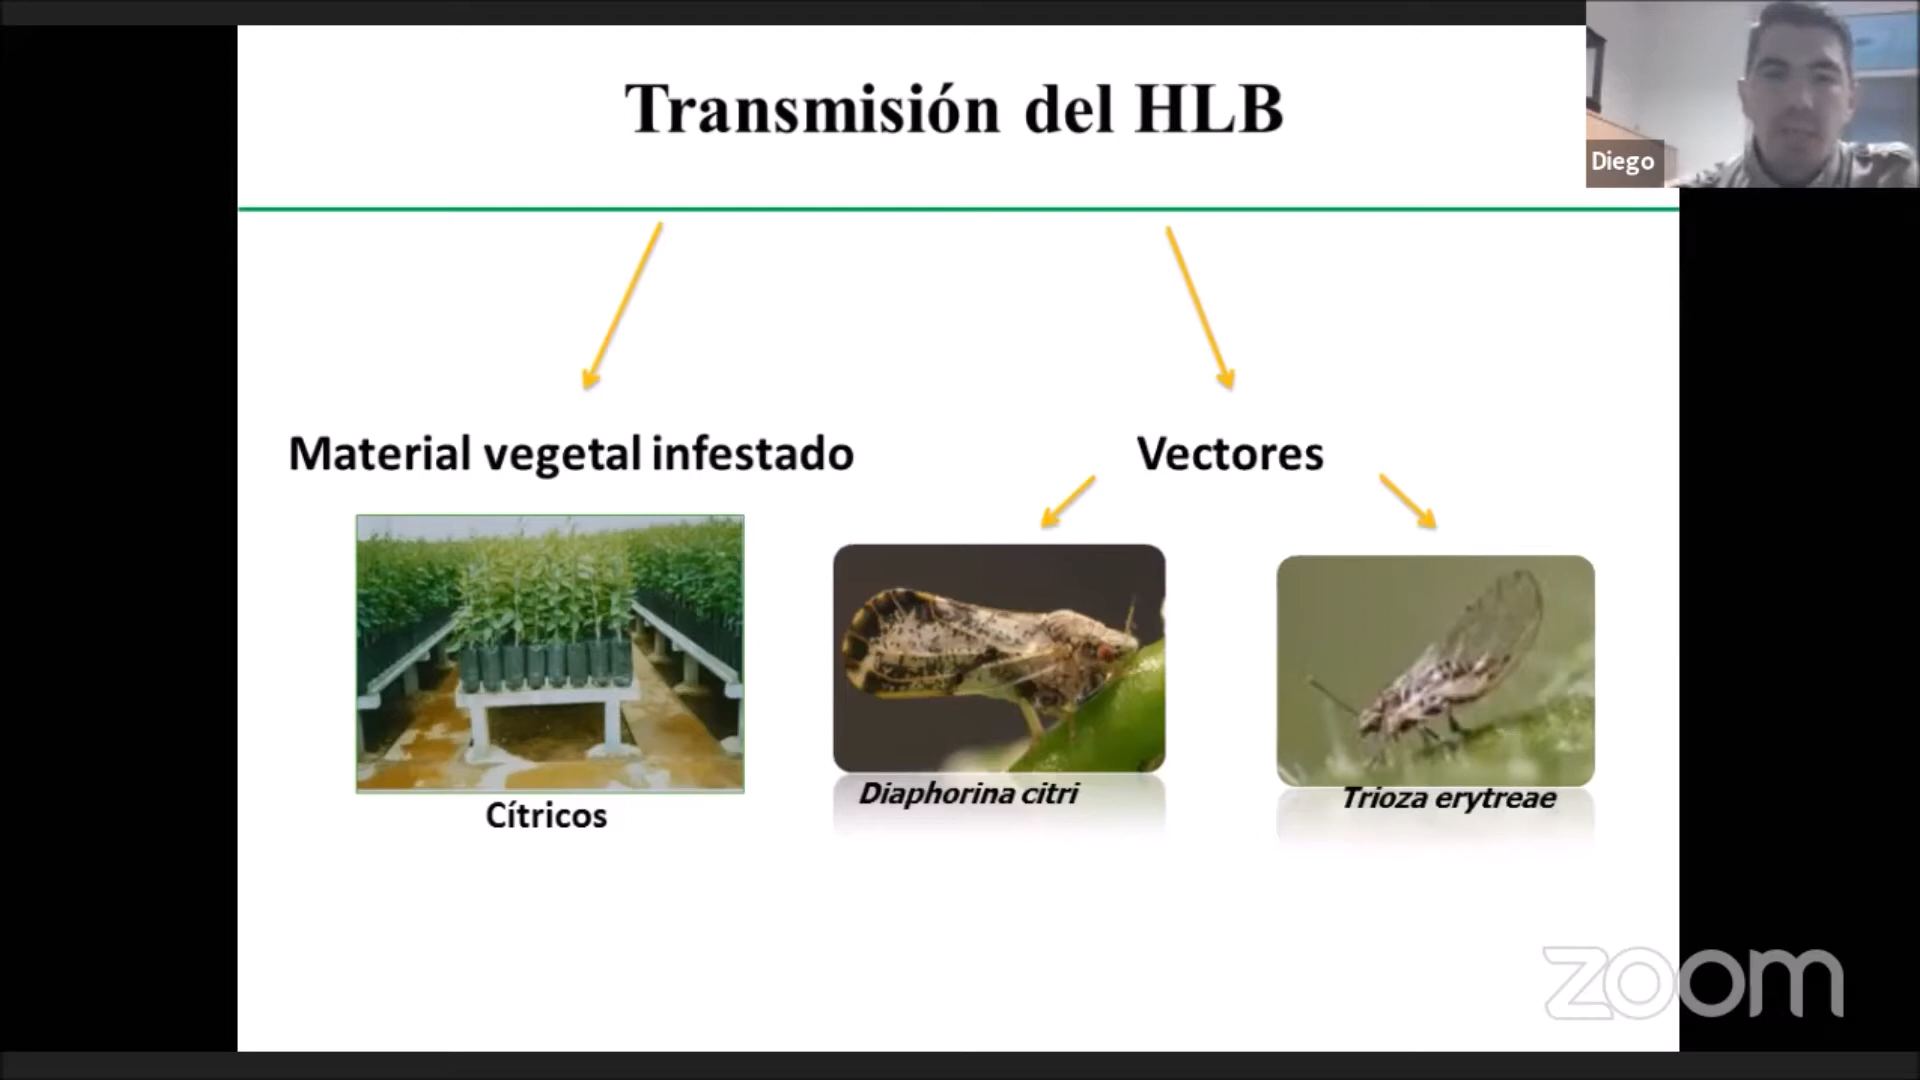 Transmisión del HLB
Diego
Material vegetal infestado
Vectores
Cítricos
Diaphorina citri
Trioza erytreae
zoom